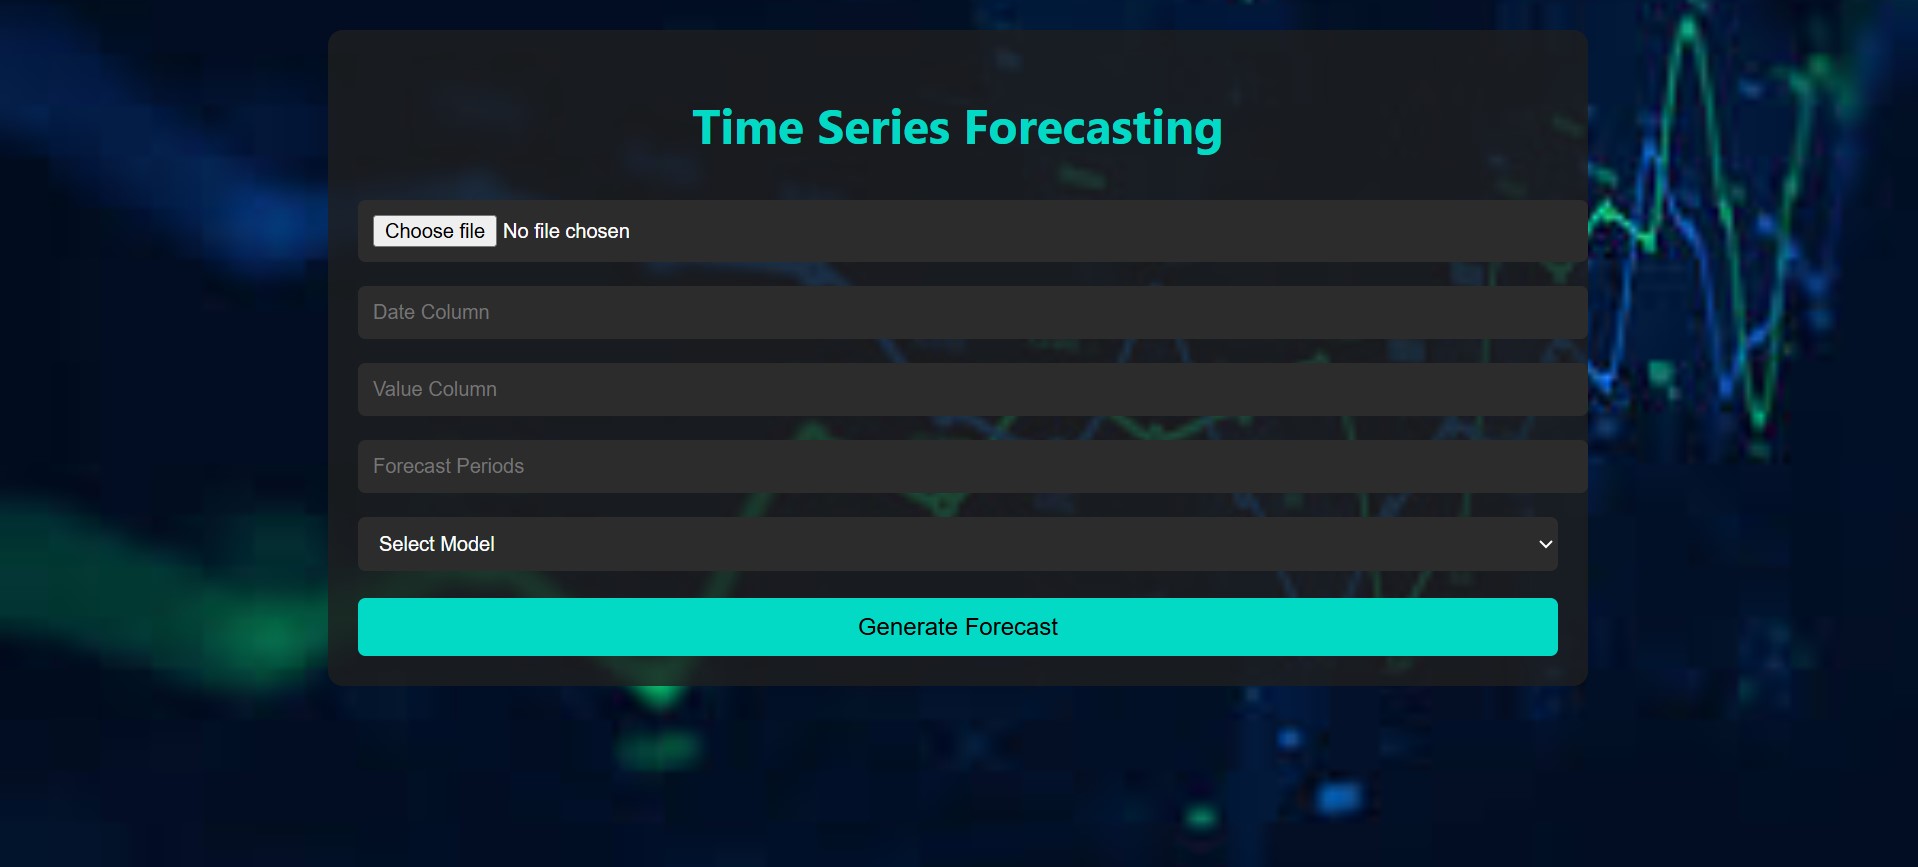 Time Series Forecasting
Choose file No file chosen
Date Column
Value Column
Forecast Periods
Select Model
Generate Forecast